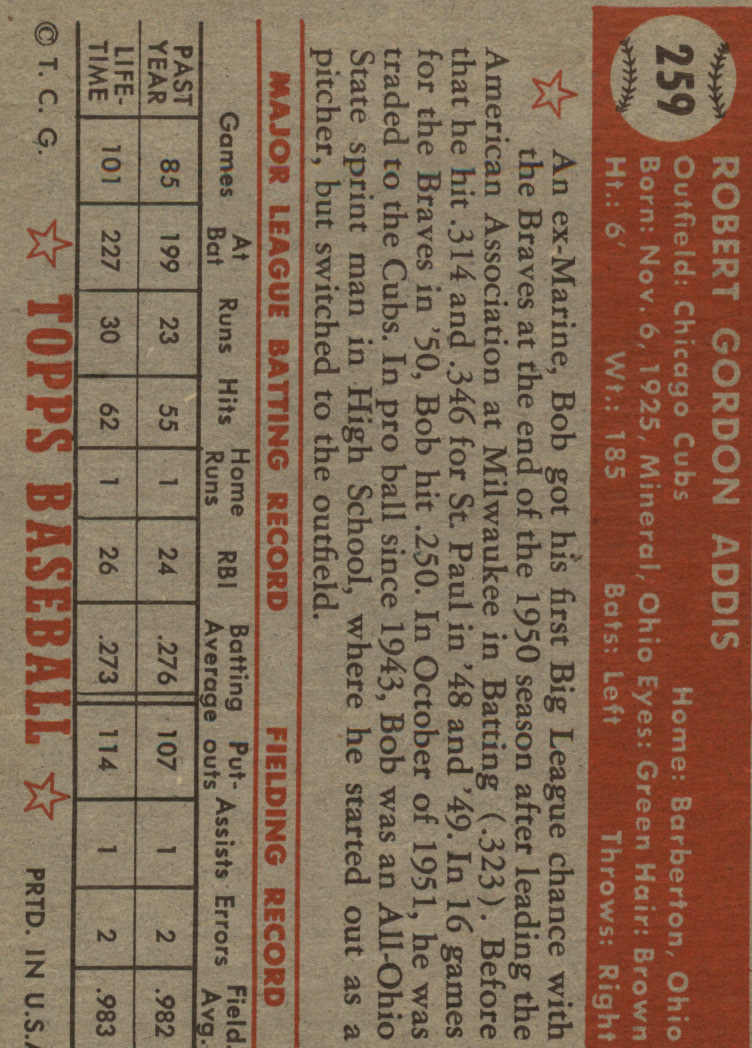 259
ROBERT GORDON ADDIS
Outfield: Chicago Cubs Home: Barberton, Ohio
Born: Nov. 6, 1925, Mineral, Ohio Eyes: Green Hair: Brown
Ht.: 6' Wt.: 185 Bats: Left Throws: Right
An ex-Marine, Bob got his first Big League chance with
the Braves at the end of the 1950 season after leading the
American Association at Milwaukee in Batting (.323). Before
that he hit .314 and .346 for St. Paul in '48 and '49. In 16 games
for the Braves in '50, Bob hit .250. In October of 1951, he was
traded to the Cubs. In pro ball since 1943, Bob was an All-Ohio
State sprint man in High School, where he started out as a
pitcher, but switched to the outfield.
MAJOR LEAGUE BATTING RECORD FIELDING RECORD
Games At Bat Runs Hits Home Runs RBI Batting Average Put-outs Assists Errors Field. Avg.
PAST YEAR 85 199 23 55 1 24 .276 107 1 2 .982
LIFE-TIME 101 227 30 62 1 26 .273 114 1 2 .983
© T. C. G. TOPPS BASEBALL PRTD. IN U.S.A